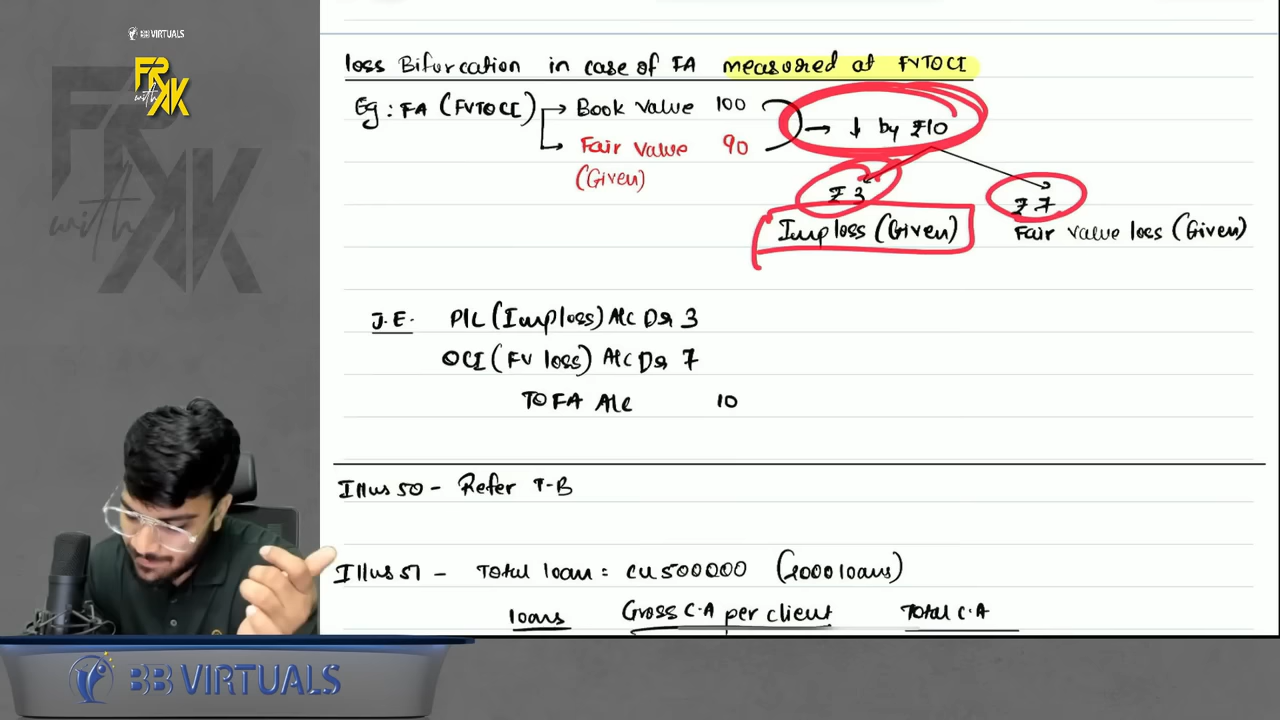 BB VIRTUALS
FR with AK
FR with AK
loss Bifurcation in case of FA measured at FVTOCI
Eg: FA (FVTOCI) → Book value 100
→ ↓ by ₹10
Fair value 90
(Given)
₹ 3
₹ 7
Imp loss (Given)
Fair value loss (Given)
J.E. P/L (Imp loss) A/c Dr 3
OCI (FV loss) A/c Dr 7
TO FA A/c 10
Illus 50 - Refer T-B
Illus 51 - Total loan = CU 500000 (1000 loans)
loans Gross C.A per client Total C.A
BB VIRTUALS